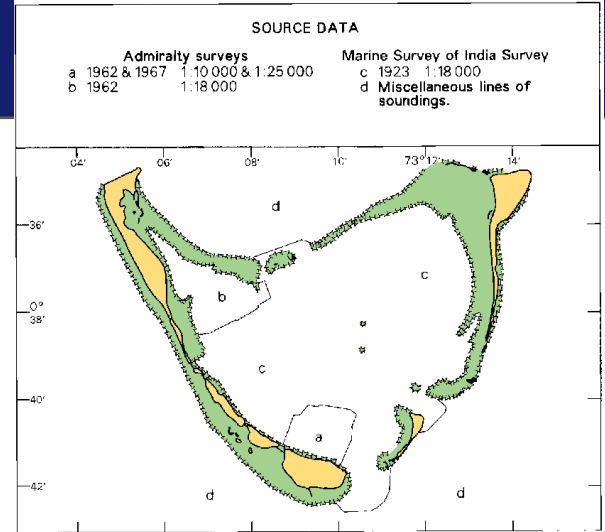 SOURCE DATA
Admiralty surveys
a 1962 & 1967 1:10 000 & 1:25 000
b 1962 1:18 000
Marine Survey of India Survey
c 1923 1:18 000
d Miscellaneous lines of
soundings.
04' 06' 08' 10' 73°12' 14'
d
36'
c
b
0°
38'
c
40'
a
42'
d d